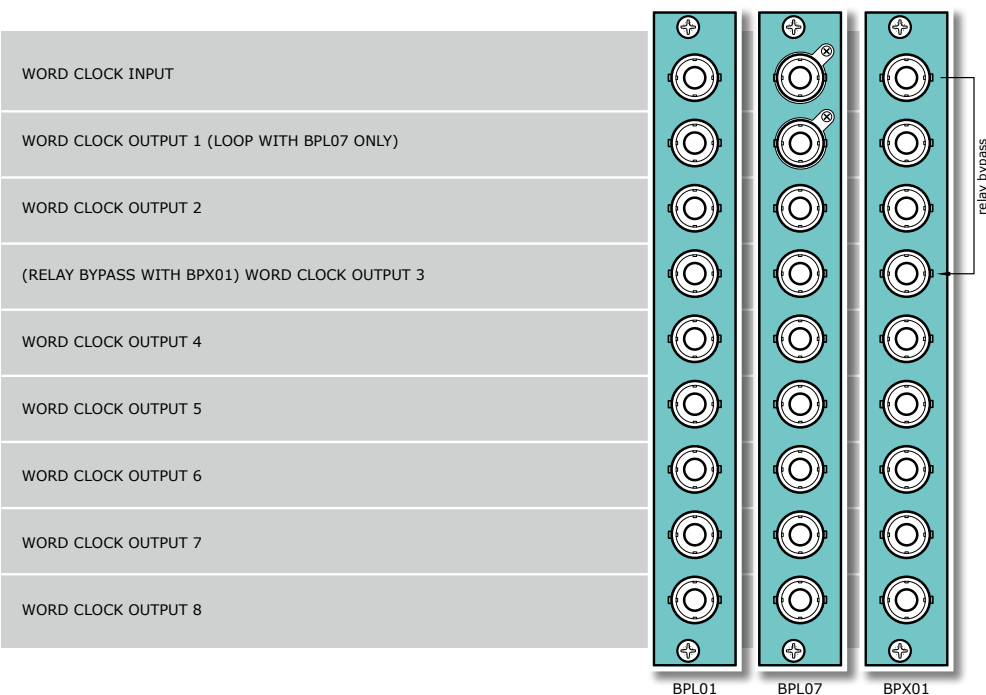 WORD CLOCK INPUT
WORD CLOCK OUTPUT 1 (LOOP WITH BPL07 ONLY)
WORD CLOCK OUTPUT 2
(RELAY BYPASS WITH BPX01) WORD CLOCK OUTPUT 3
WORD CLOCK OUTPUT 4
WORD CLOCK OUTPUT 5
WORD CLOCK OUTPUT 6
WORD CLOCK OUTPUT 7
WORD CLOCK OUTPUT 8
relay bypass
BPL01
BPL07
BPX01